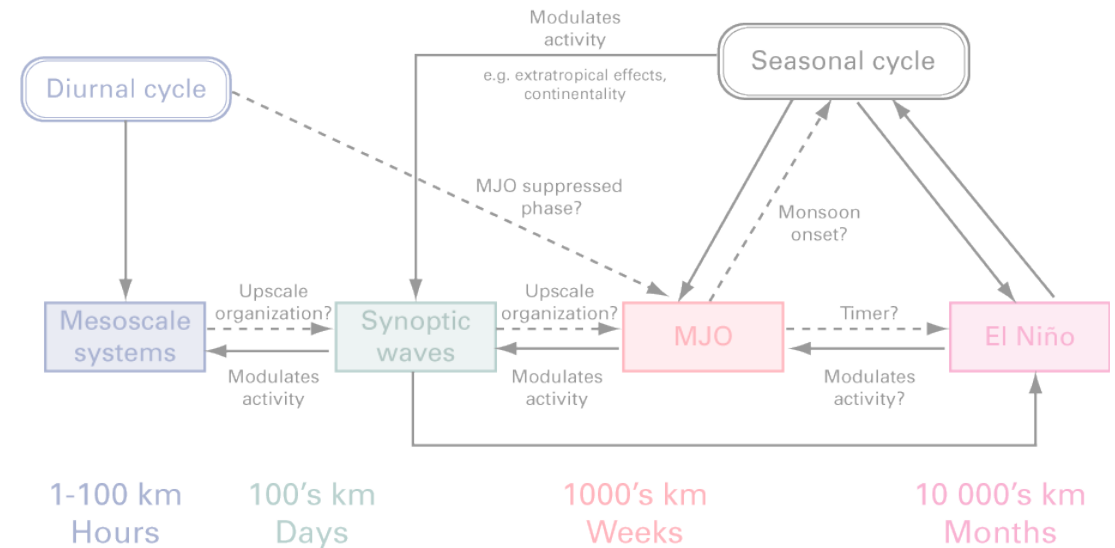 Modulates
activity
Seasonal cycle
e.g. extratropical effects,
continentality
Diurnal cycle
MJO suppressed
phase?
Monsoon
onset?
Mesoscale
systems
Upscale
organization?
Synoptic
waves
Upscale
organization?
MJO
Timer?
El Niño
Modulates
activity
Modulates
activity
Modulates
activity?
1-100 km
Hours
100's km
Days
1000's km
Weeks
10 000's km
Months